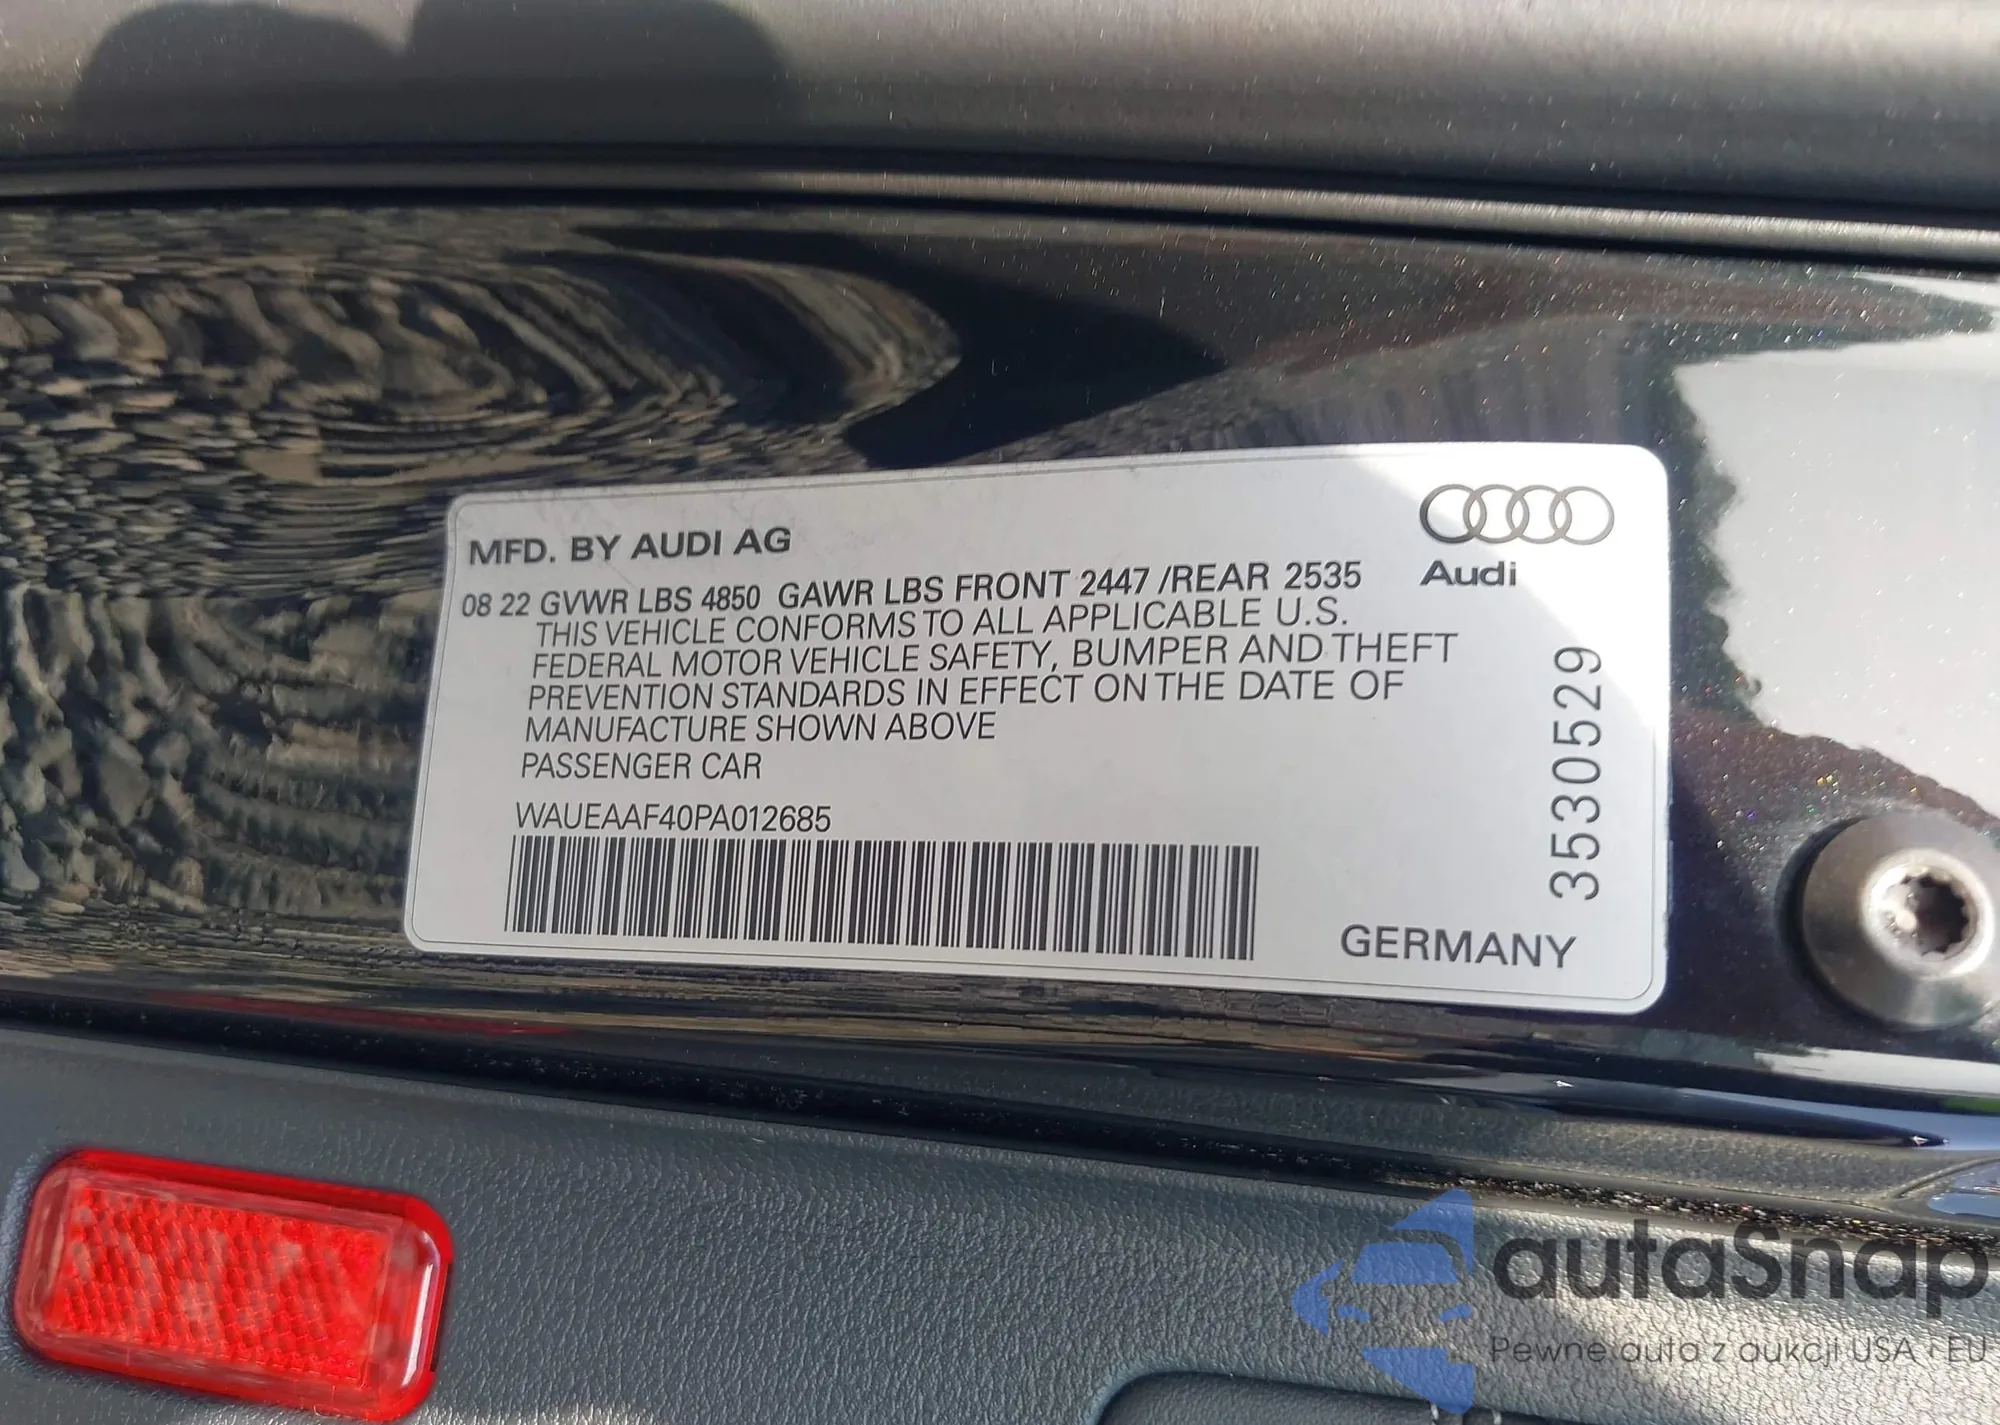 MFD. BY AUDI AG
08 22 GVWR LBS 4850 GAWR LBS FRONT 2447 /REAR 2535
THIS VEHICLE CONFORMS TO ALL APPLICABLE U.S.
FEDERAL MOTOR VEHICLE SAFETY, BUMPER AND THEFT
PREVENTION STANDARDS IN EFFECT ON THE DATE OF
MANUFACTURE SHOWN ABOVE
PASSENGER CAR
WAUEAAF40PA012685
Audi
3530529
GERMANY
autaSnap
Pewne auta z aukcji USA i EU